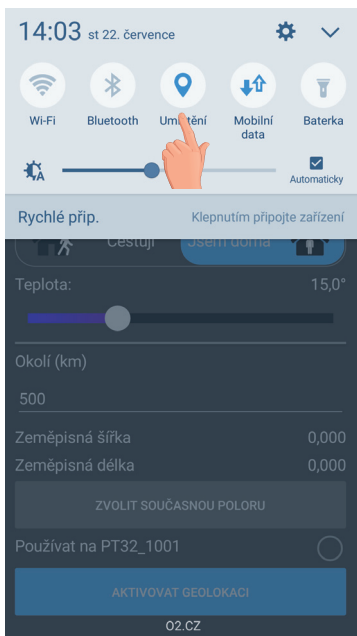 14:03 st 22. července
Wi-Fi Bluetooth Umístění Mobilní data Baterka
A Automaticky
Rychlé přip. Klepnutím připojte zařízení
Cestuji Jsem doma
Teplota: 15,0°
Okolí (km)
500
Zeměpisná šířka 0,000
Zeměpisná délka 0,000
ZVOLIT SOUČASNOU POLORU
Používat na PT32_1001
AKTIVOVAT GEOLOKACI
O2.CZ